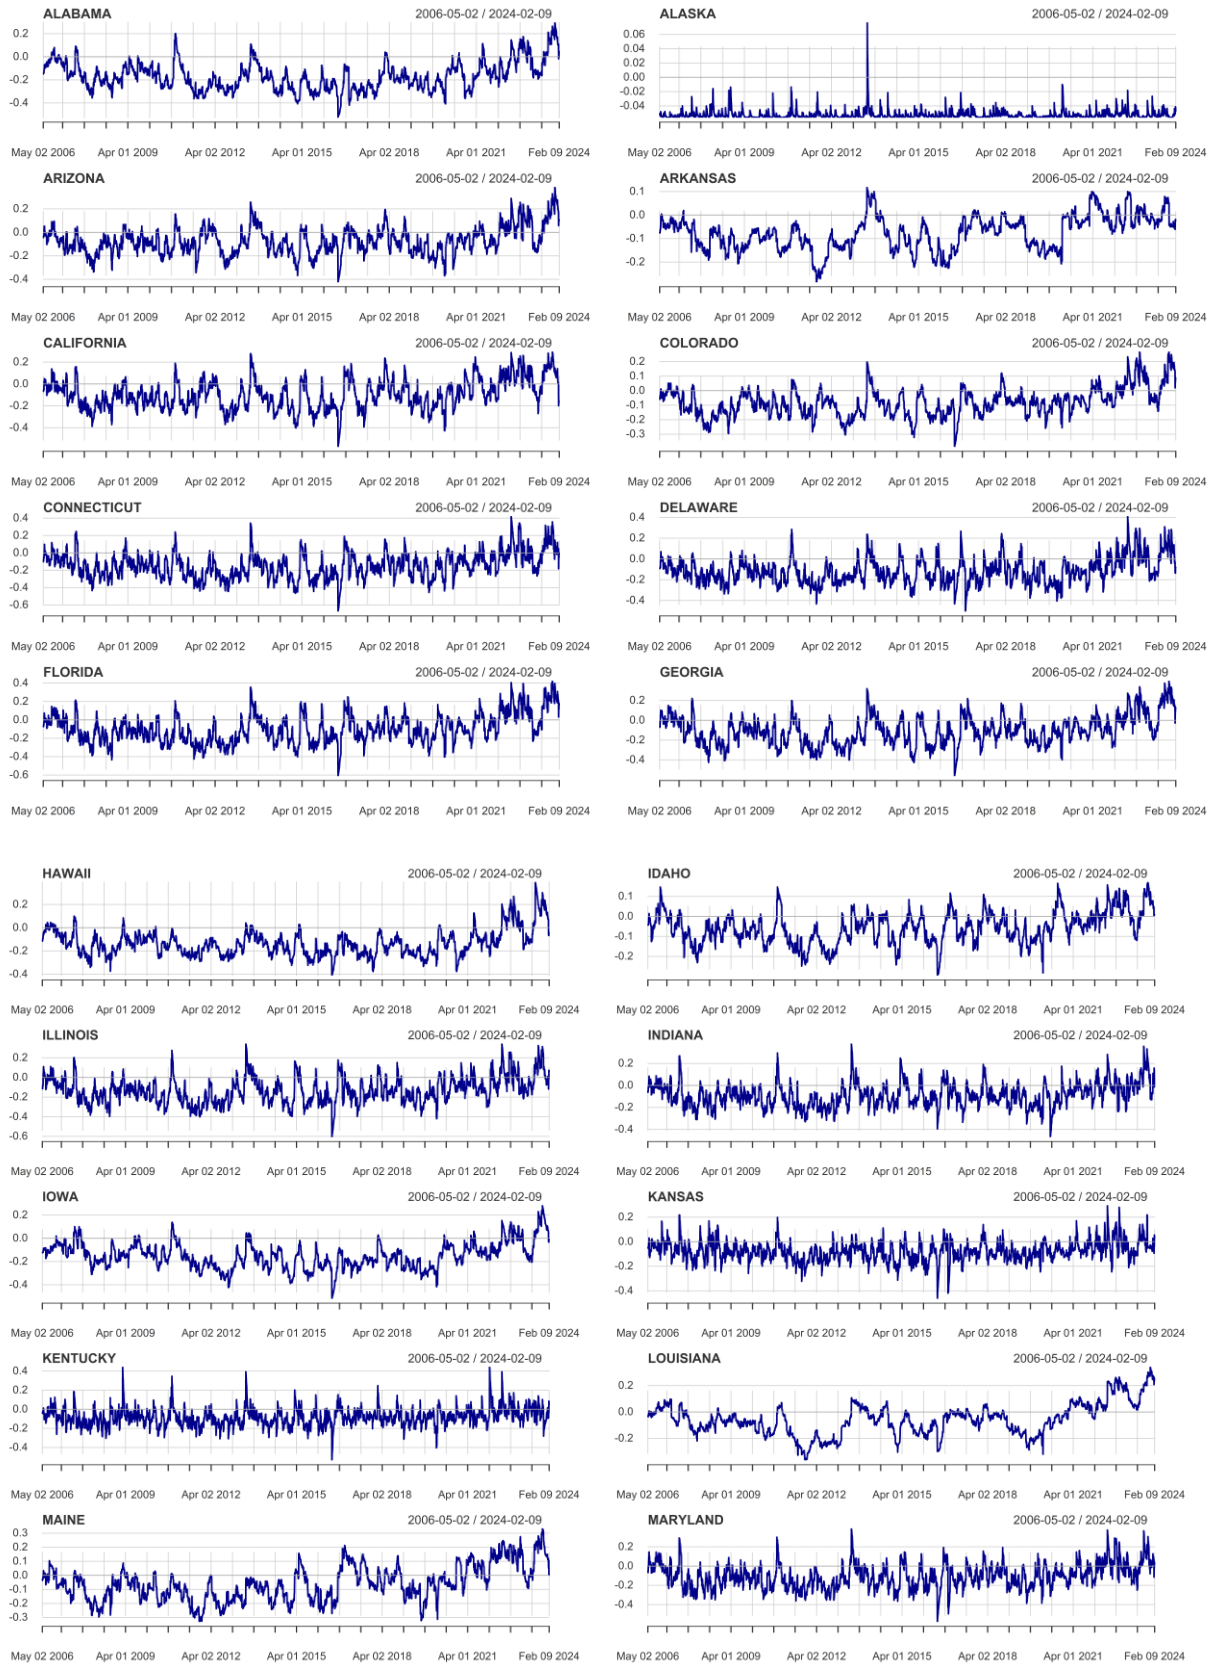 ALABAMA 2006-05-02 / 2024-02-09
0.2
0.0
-0.2
-0.4
May 02 2006 Apr 01 2009 Apr 02 2012 Apr 01 2015 Apr 02 2018 Apr 01 2021 Feb 09 2024
ALASKA 2006-05-02 / 2024-02-09
0.06
0.04
0.00
-0.04
May 02 2006 Apr 01 2009 Apr 02 2012 Apr 01 2015 Apr 02 2018 Apr 01 2021 Feb 09 2024
ARIZONA 2006-05-02 / 2024-02-09
0.2
0.0
-0.2
-0.4
May 02 2006 Apr 01 2009 Apr 02 2012 Apr 01 2015 Apr 02 2018 Apr 01 2021 Feb 09 2024
ARKANSAS 2006-05-02 / 2024-02-09
0.1
0.0
-0.1
-0.2
May 02 2006 Apr 01 2009 Apr 02 2012 Apr 01 2015 Apr 02 2018 Apr 01 2021 Feb 09 2024
CALIFORNIA 2006-05-02 / 2024-02-09
0.2
0.0
-0.2
-0.4
May 02 2006 Apr 01 2009 Apr 02 2012 Apr 01 2015 Apr 02 2018 Apr 01 2021 Feb 09 2024
COLORADO 2006-05-02 / 2024-02-09
0.2
0.1
0.0
-0.1
-0.2
-0.3
May 02 2006 Apr 01 2009 Apr 02 2012 Apr 01 2015 Apr 02 2018 Apr 01 2021 Feb 09 2024
CONNECTICUT 2006-05-02 / 2024-02-09
0.4
0.2
0.0
-0.2
-0.4
-0.6
May 02 2006 Apr 01 2009 Apr 02 2012 Apr 01 2015 Apr 02 2018 Apr 01 2021 Feb 09 2024
DELAWARE 2006-05-02 / 2024-02-09
0.4
0.2
0.0
-0.2
-0.4
May 02 2006 Apr 01 2009 Apr 02 2012 Apr 01 2015 Apr 02 2018 Apr 01 2021 Feb 09 2024
FLORIDA 2006-05-02 / 2024-02-09
0.4
0.2
0.0
-0.2
-0.4
-0.6
May 02 2006 Apr 01 2009 Apr 02 2012 Apr 01 2015 Apr 02 2018 Apr 01 2021 Feb 09 2024
GEORGIA 2006-05-02 / 2024-02-09
0.2
0.0
-0.2
-0.4
May 02 2006 Apr 01 2009 Apr 02 2012 Apr 01 2015 Apr 02 2018 Apr 01 2021 Feb 09 2024
HAWAII 2006-05-02 / 2024-02-09
0.2
0.0
-0.2
-0.4
May 02 2006 Apr 01 2009 Apr 02 2012 Apr 01 2015 Apr 02 2018 Apr 01 2021 Feb 09 2024
IDAHO 2006-05-02 / 2024-02-09
0.1
0.0
-0.1
-0.2
May 02 2006 Apr 01 2009 Apr 02 2012 Apr 01 2015 Apr 02 2018 Apr 01 2021 Feb 09 2024
ILLINOIS 2006-05-02 / 2024-02-09
0.2
0.0
-0.2
-0.4
-0.6
May 02 2006 Apr 01 2009 Apr 02 2012 Apr 01 2015 Apr 02 2018 Apr 01 2021 Feb 09 2024
INDIANA 2006-05-02 / 2024-02-09
0.2
0.0
-0.2
-0.4
May 02 2006 Apr 01 2009 Apr 02 2012 Apr 01 2015 Apr 02 2018 Apr 01 2021 Feb 09 2024
IOWA 2006-05-02 / 2024-02-09
0.2
0.0
-0.2
-0.4
May 02 2006 Apr 01 2009 Apr 02 2012 Apr 01 2015 Apr 02 2018 Apr 01 2021 Feb 09 2024
KANSAS 2006-05-02 / 2024-02-09
0.2
0.0
-0.2
-0.4
May 02 2006 Apr 01 2009 Apr 02 2012 Apr 01 2015 Apr 02 2018 Apr 01 2021 Feb 09 2024
KENTUCKY 2006-05-02 / 2024-02-09
0.4
0.2
0.0
-0.2
-0.4
May 02 2006 Apr 01 2009 Apr 02 2012 Apr 01 2015 Apr 02 2018 Apr 01 2021 Feb 09 2024
LOUISIANA 2006-05-02 / 2024-02-09
0.2
0.0
-0.2
May 02 2006 Apr 01 2009 Apr 02 2012 Apr 01 2015 Apr 02 2018 Apr 01 2021 Feb 09 2024
MAINE 2006-05-02 / 2024-02-09
0.3
0.2
0.1
0.0
-0.1
-0.2
-0.3
May 02 2006 Apr 01 2009 Apr 02 2012 Apr 01 2015 Apr 02 2018 Apr 01 2021 Feb 09 2024
MARYLAND 2006-05-02 / 2024-02-09
0.2
0.0
-0.2
-0.4
May 02 2006 Apr 01 2009 Apr 02 2012 Apr 01 2015 Apr 02 2018 Apr 01 2021 Feb 09 2024